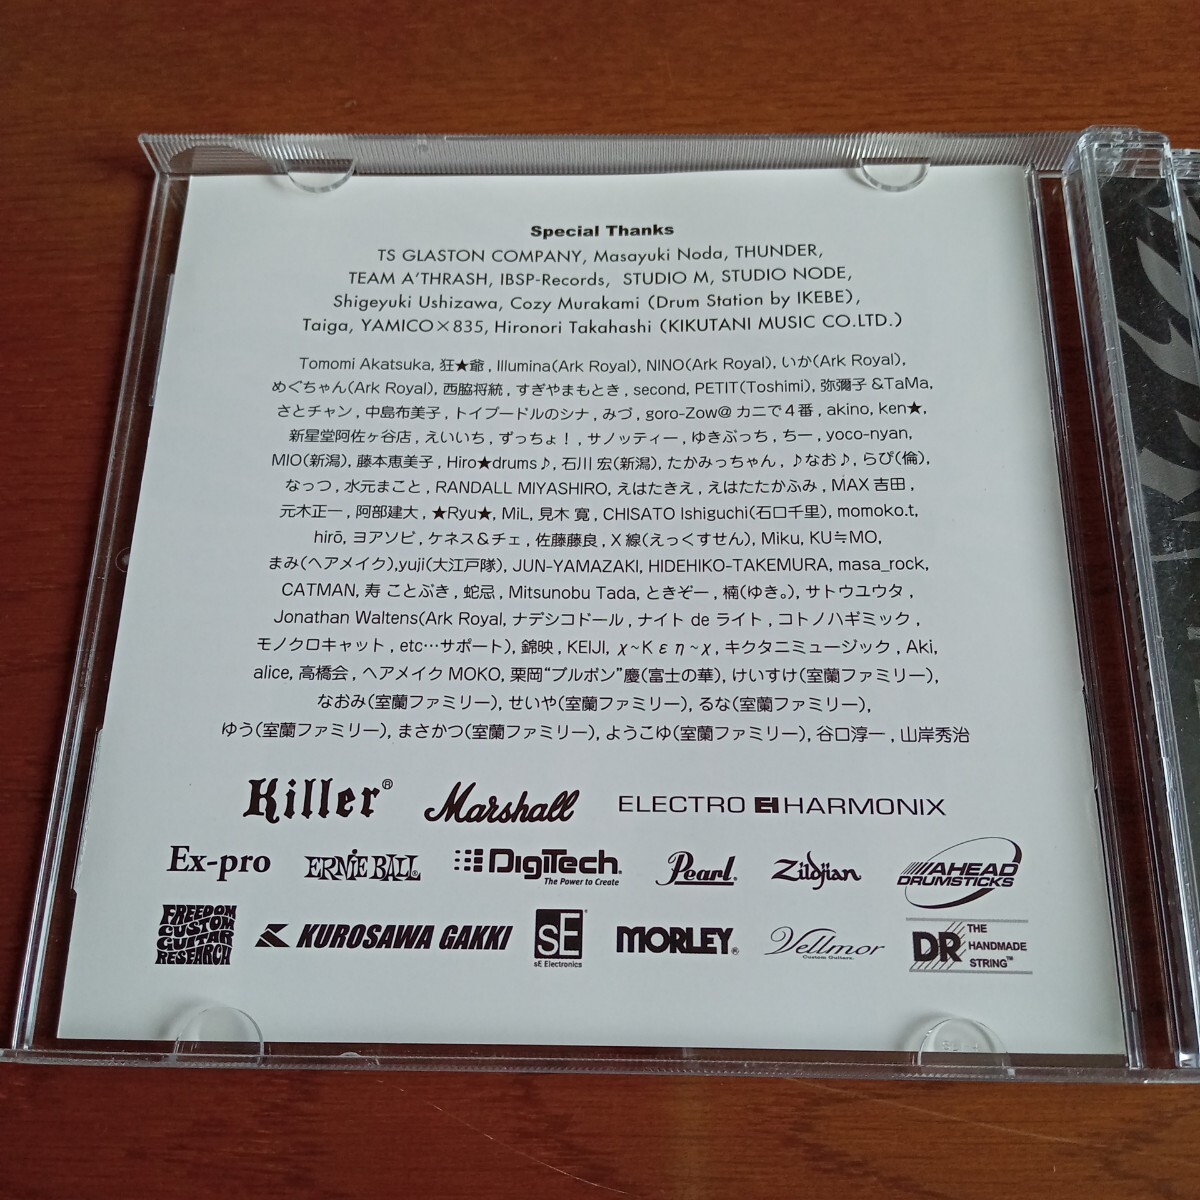 Special Thanks
TS GLASTON COMPANY, Masayuki Noda, THUNDER,
TEAM A'THRASH, IBSP-Records, STUDIO M, STUDIO NODE,
Shigeyuki Ushizawa, Cozy Murakami (Drum Station by IKEBE),
Taiga, YAMICO×835, Hironori Takahashi (KIKUTANI MUSIC CO.LTD.)
Tomomi Akatsuka, 狂★爺, Illumina(Ark Royal), NINO(Ark Royal), いか(Ark Royal),
めぐちゃん(Ark Royal), 西脇将統, すぎやまもとき, second, PETIT(Toshimi), 弥彌子&TaMa,
さとチャン, 中島布美子, トイプードルのシナ, みづ, goro-Zow@カニで4番, akino, ken★,
新星堂阿佐ヶ谷店, えいいち, ずっちょ!, サノッティー, ゆきぷっち, ちー, yoco-nyan,
MIO(新潟), 藤本恵美子, Hiro★drums♪, 石川 宏(新潟), たかみっちゃん, ♪なお♪, らぴ(倫),
なっつ, 水元まこと, RANDALL MIYASHIRO, えはたきえ, えはたたかふみ, MAX吉田,
元木正一, 阿部建大, ★Ryu★, MiL, 見木 寛, CHISATO Ishiguchi(石口千里), momoko.t,
hirō, ヨアソビ, ケネス&チェ, 佐藤藤良, X線(えっくすせん), Miku, KU≒MO,
まみ(ヘアメイク),yuji(大江戸隊), JUN-YAMAZAKI, HIDEHIKO-TAKEMURA, masa_rock,
CATMAN, 寿 ことぶき, 蛇忌, Mitsunobu Tada, ときぞー, 楠(ゆき。), サトウユウタ,
Jonathan Waltens(Ark Royal, ナデシコドール, ナイト de ライト, コトノハギミック,
モノクロキャット, etc…サポート), 錦映, KEIJI, χ~Κεη~χ, キクタニミュージック, Aki,
alice, 高橋会, ヘアメイクMOKO, 栗岡“ブルボン”慶(富士の華), けいすけ(室蘭ファミリー),
なおみ(室蘭ファミリー), せいや(室蘭ファミリー), るな(室蘭ファミリー),
ゆう(室蘭ファミリー), まさかつ(室蘭ファミリー), ようこゆ(室蘭ファミリー), 谷口淳一, 山岸秀治
Killer® Marshall ELECTRO EH HARMONIX
Ex-pro ERNIE BALL® DigiTech® Pearl® Zildjian AHEAD DRUMSTICKS
The Power to Create
FREEDOM CUSTOM GUITAR RESEARCH KUROSAWA GAKKI sE MORLEY® Vellmor DR THE HANDMADE STRING™
sE Electronics Custom Guitars.